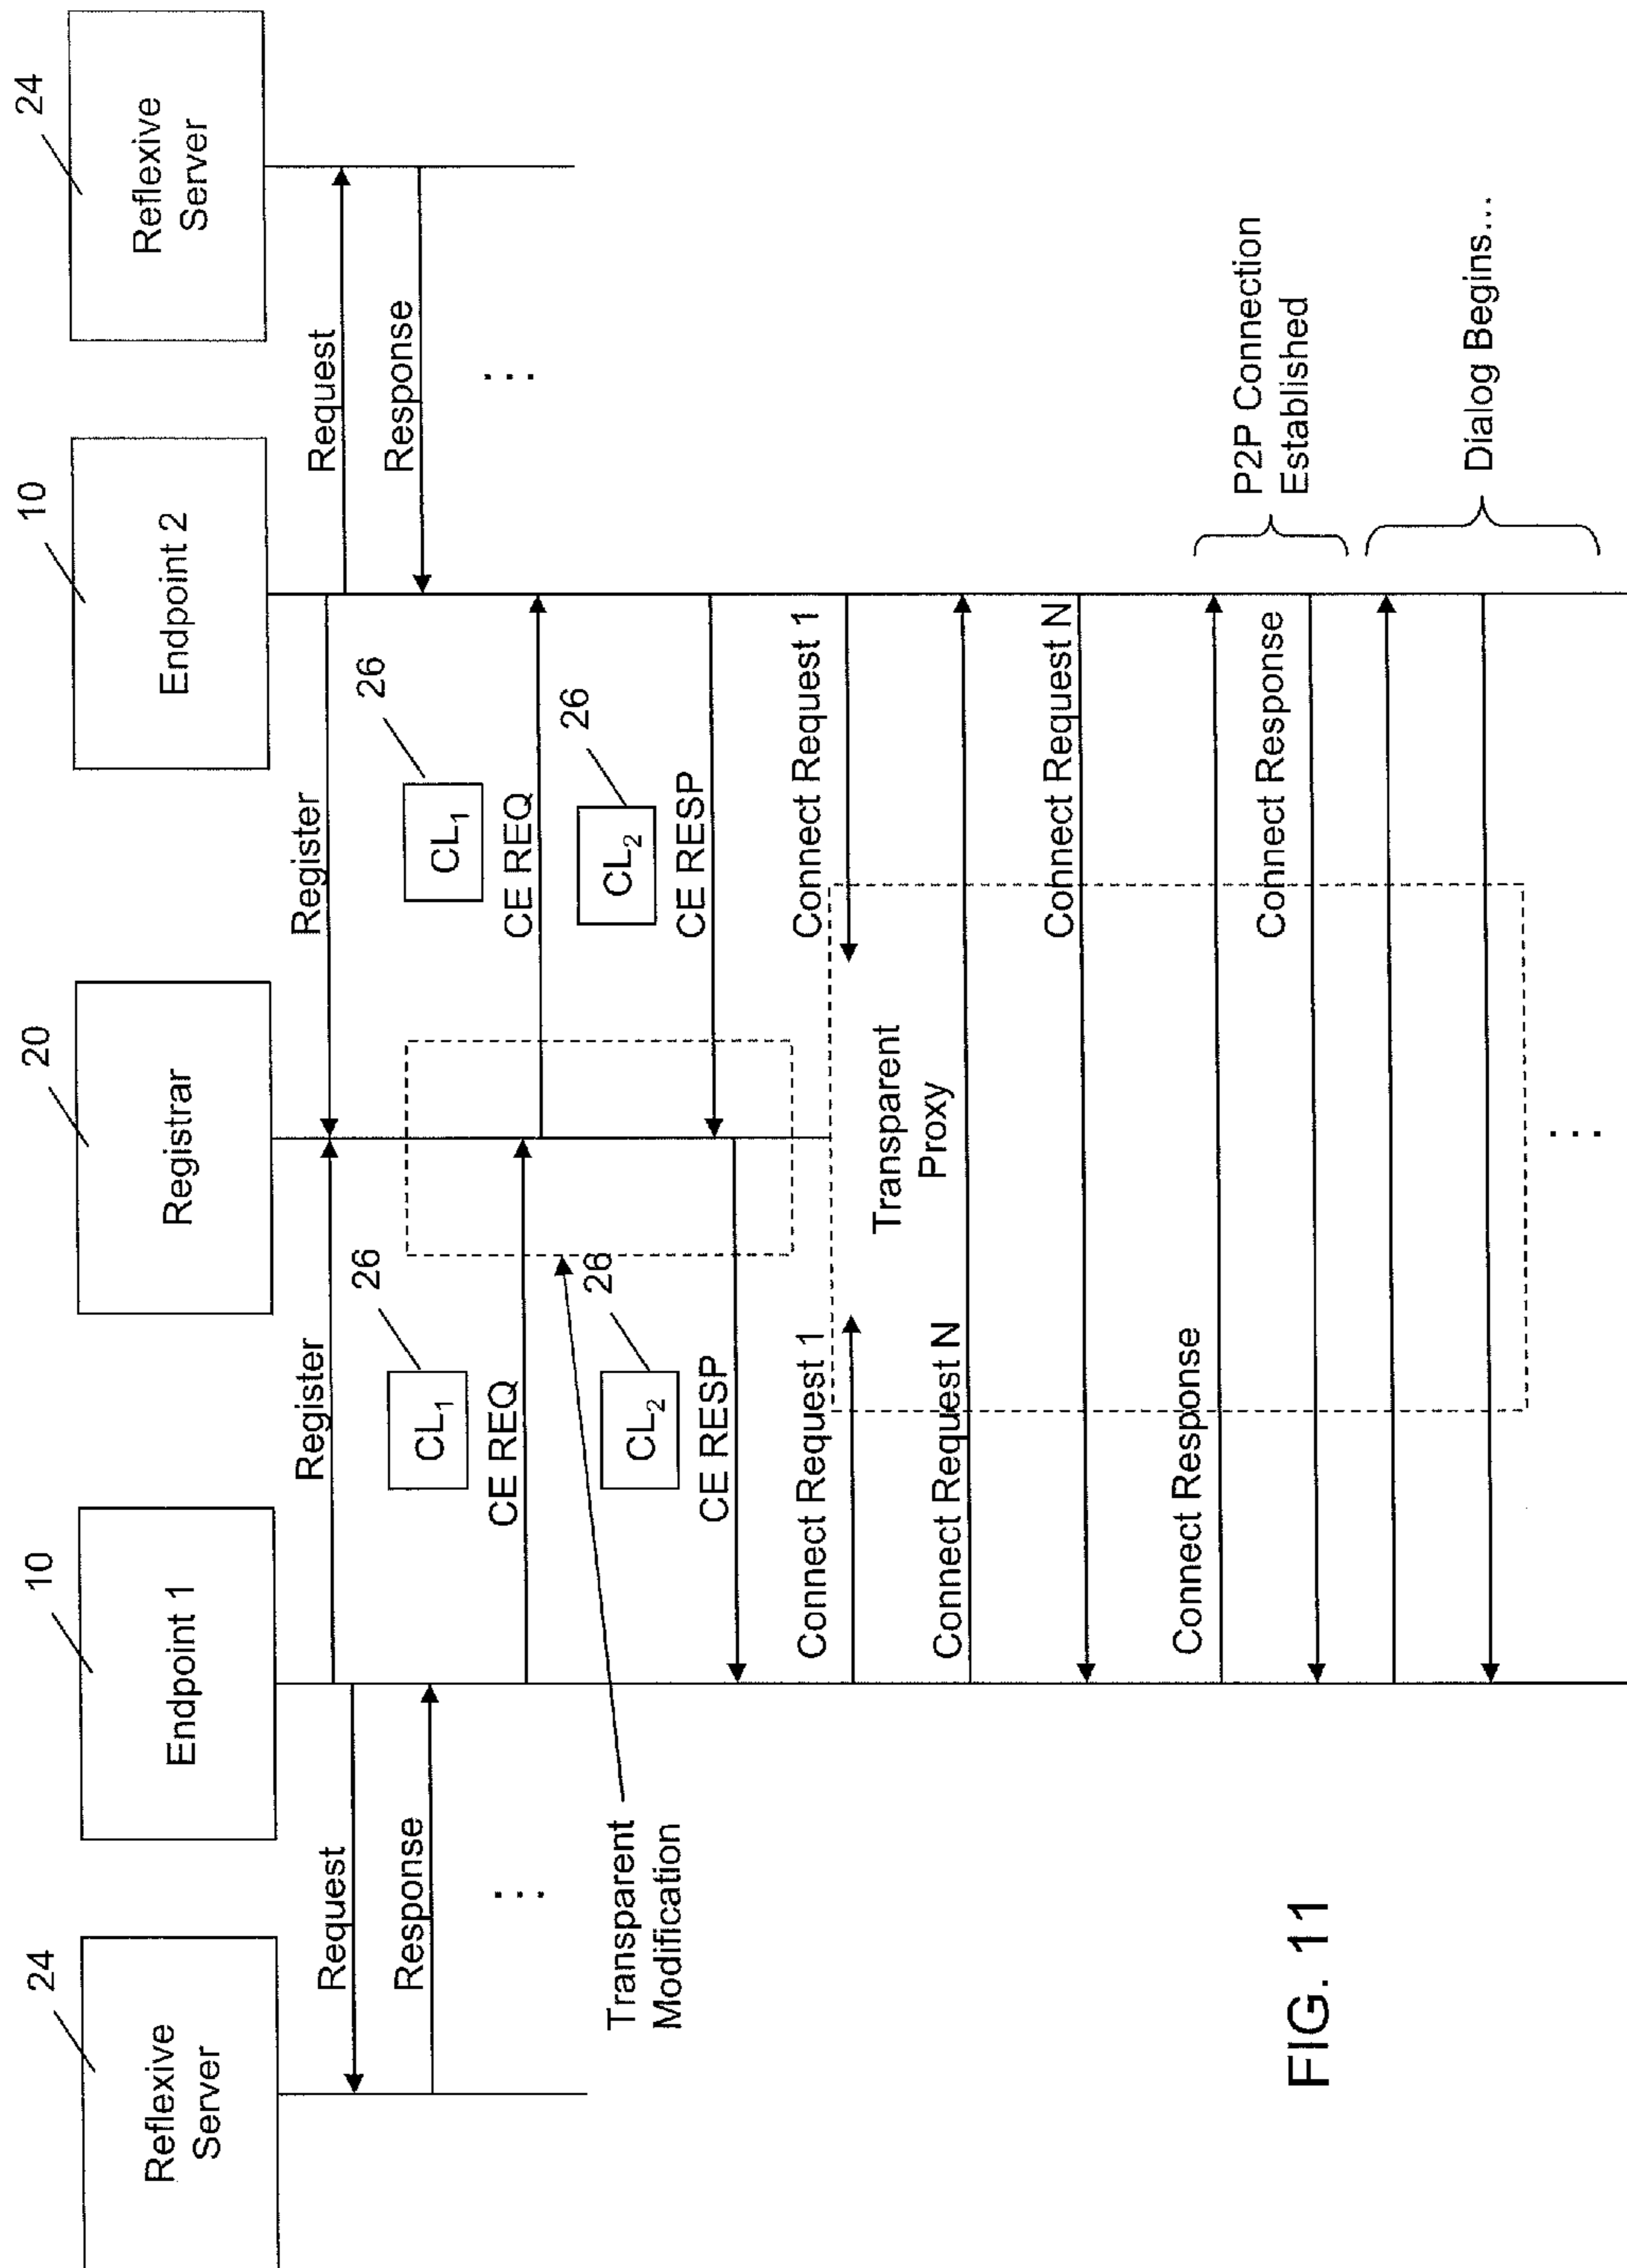 24
Reflexive
Server
10
Endpoint 1
20
Registrar
10
Endpoint 2
24
Reflexive
Server
Request
Response
...
Register
Register
Request
Response
...
26
CL1
CE REQ
26
CL1
CE REQ
26
CL2
CE RESP
26
CL2
CE RESP
Transparent
Modification
Connect Request 1
Transparent
Proxy
Connect Request 1
Connect Request N
Connect Request N
Connect Response
Connect Response
P2P Connection
Established
Dialog Begins...
...
FIG. 11